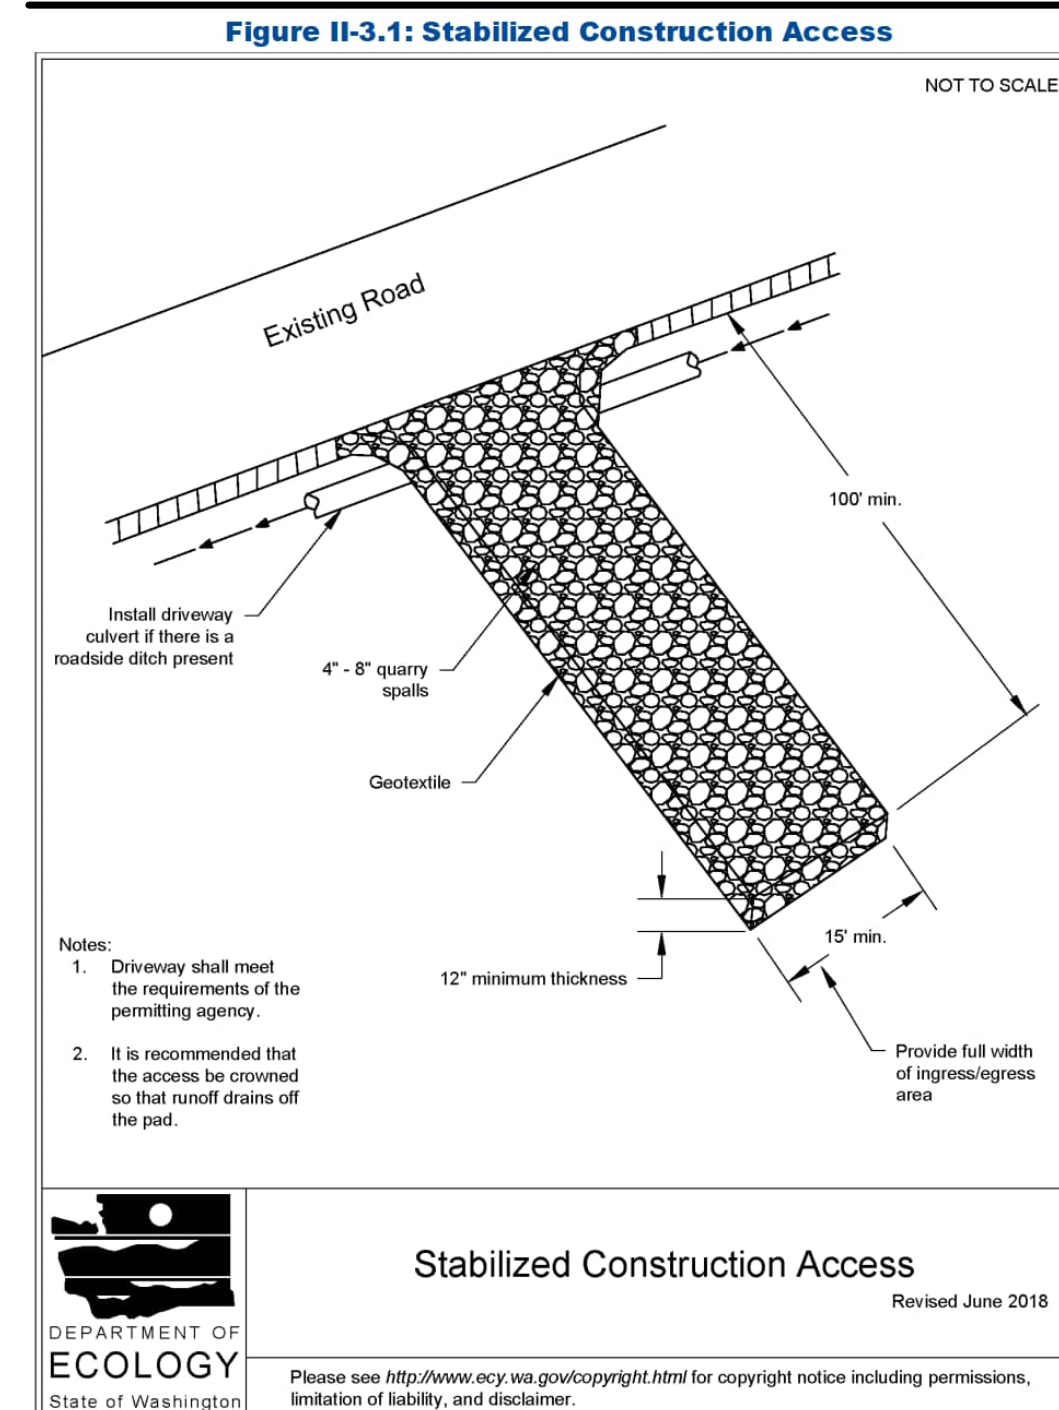 Figure II-3.1: Stabilized Construction Access
NOT TO SCALE
Existing Road
100' min.
Install driveway
culvert if there is a
roadside ditch present
4" - 8" quarry
spalls
Geotextile
15' min.
12" minimum thickness
Provide full width
of ingress/egress
area
Notes:
1. Driveway shall meet
the requirements of the
permitting agency.
2. It is recommended that
the access be crowned
so that runoff drains off
the pad.
DEPARTMENT OF
ECOLOGY
State of Washington
Stabilized Construction Access
Revised June 2018
Please see http://www.ecy.wa.gov/copyright.html for copyright notice including permissions,
limitation of liability, and disclaimer.